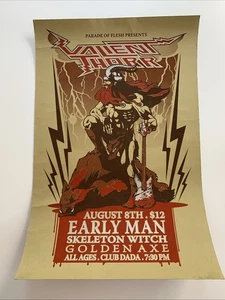 PARADE OF FLESH PRESENTS
VALIENT
THORR
AUGUST 8TH . $12
EARLY MAN
SKELETON WITCH
GOLDEN AXE
ALL AGES . CLUB DADA . 7:30 PM